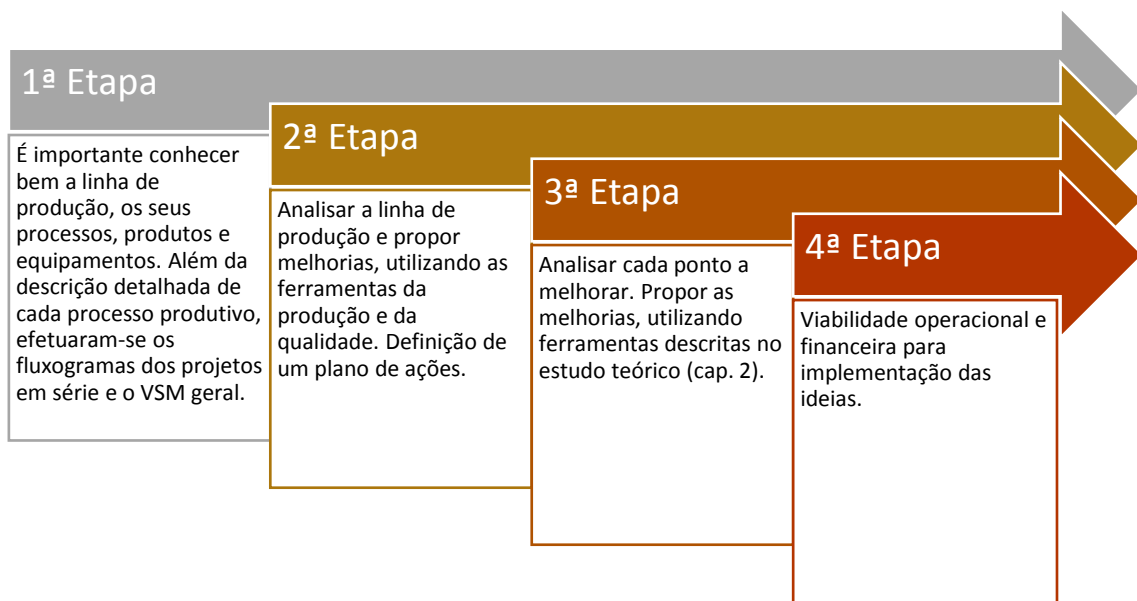 1ª Etapa
É importante conhecer
bem a linha de
produção, os seus
processos, produtos e
equipamentos. Além da
descrição detalhada de
cada processo produtivo,
efetuaram-se os
fluxogramas dos projetos
em série e o VSM geral.
2ª Etapa
Analisar a linha de
produção e propor
melhorias, utilizando as
ferramentas da
produção e da
qualidade. Definição de
um plano de ações.
3ª Etapa
Analisar cada ponto a
melhorar. Propor as
melhorias, utilizando
ferramentas descritas no
estudo teórico (cap. 2).
4ª Etapa
Viabilidade operacional e
financeira para
implementação das
ideias.